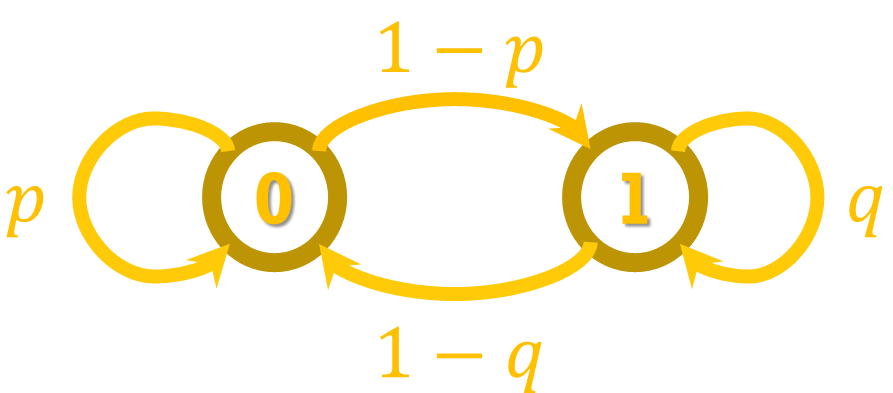 1 − p
p 0 1 q
1 − q